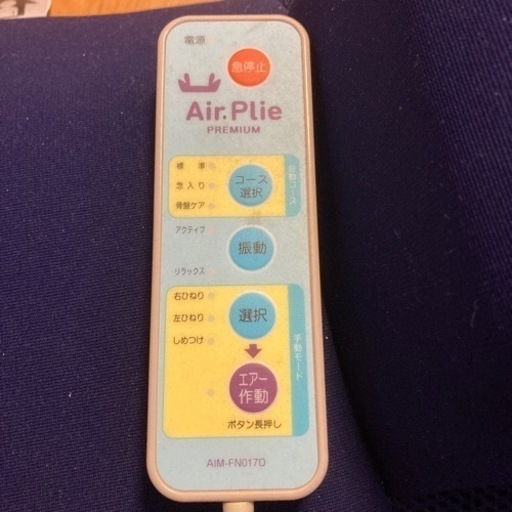 電源
急停止
Air.Plie
PREMIUM
標準
念入り
骨盤ケア
コース
選択
自動コース
アクティブ
振動
リラックス
右ひねり
左ひねり
しめつけ
選択
手動モード
エアー
作動
ボタン長押し
AIM-FN017O